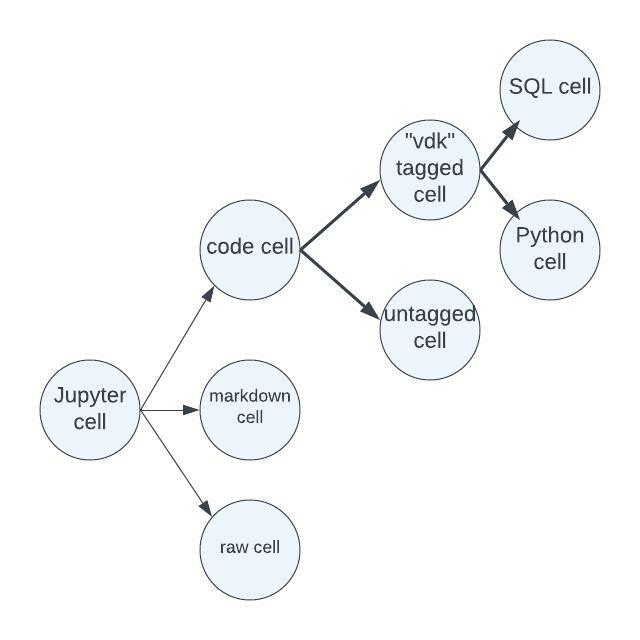 SQL cell
"vdk"
tagged
cell
code cell
Python
cell
untagged
cell
Jupyter
cell
markdown
cell
raw cell